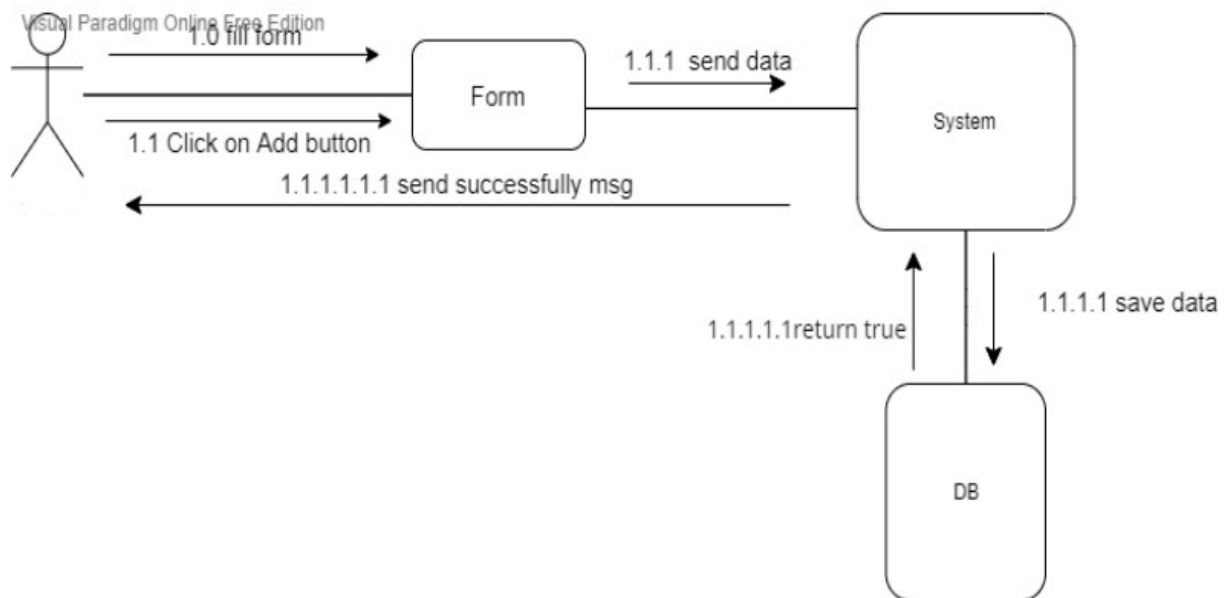 Visual Paradigm Online Free Edition
1.0 fill form
1.1.1 send data
Form
System
1.1 Click on Add button
1.1.1.1.1.1 send successfully msg
1.1.1.1 save data
1.1.1.1.1return true
DB